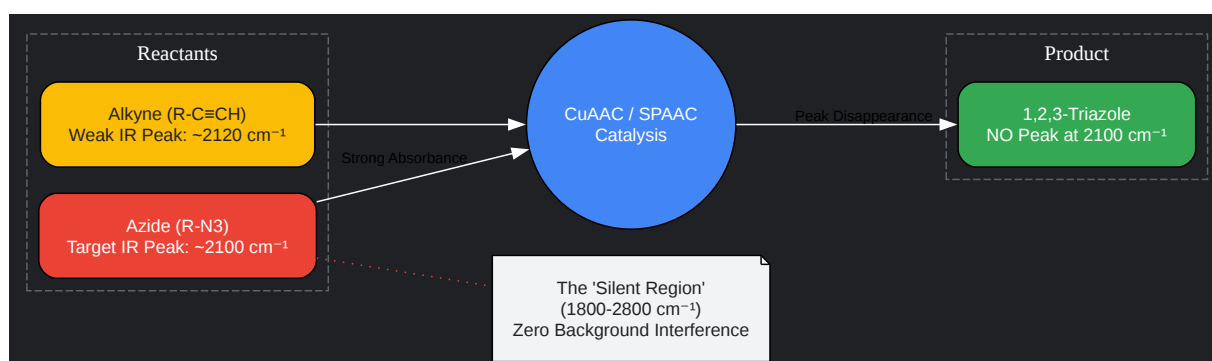 Reactants
Alkyne (R-C≡CH)
Weak IR Peak: ~2120 cm⁻¹
Strong Absorbance
Azide (R-N3)
Target IR Peak: ~2100 cm⁻¹
CuAAC / SPAAC
Catalysis
Peak Disappearance
Product
1,2,3-Triazole
NO Peak at 2100 cm⁻¹
The 'Silent Region'
(1800-2800 cm⁻¹)
Zero Background Interference